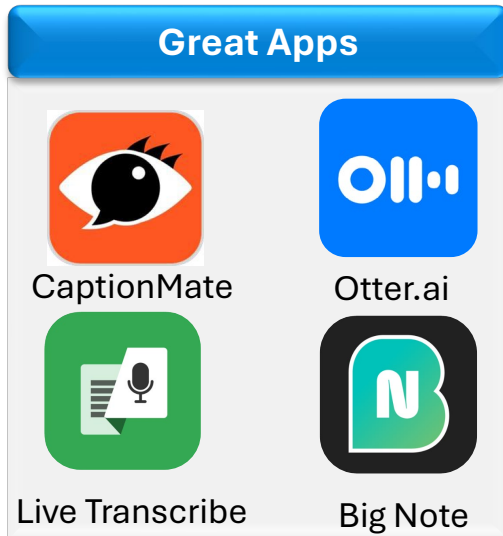 Great Apps
CaptionMate
Otter.ai
N
Live Transcribe
Big Note